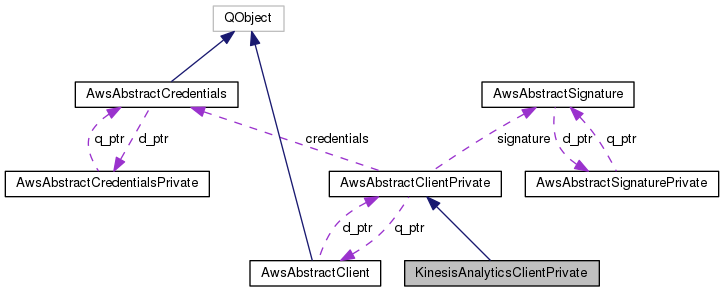 QObject
AwsAbstractCredentials
AwsAbstractSignature
q_ptr
d_ptr
credentials
signature
d_ptr
q_ptr
AwsAbstractCredentialsPrivate
AwsAbstractClientPrivate
AwsAbstractSignaturePrivate
d_ptr
q_ptr
AwsAbstractClient
KinesisAnalyticsClientPrivate